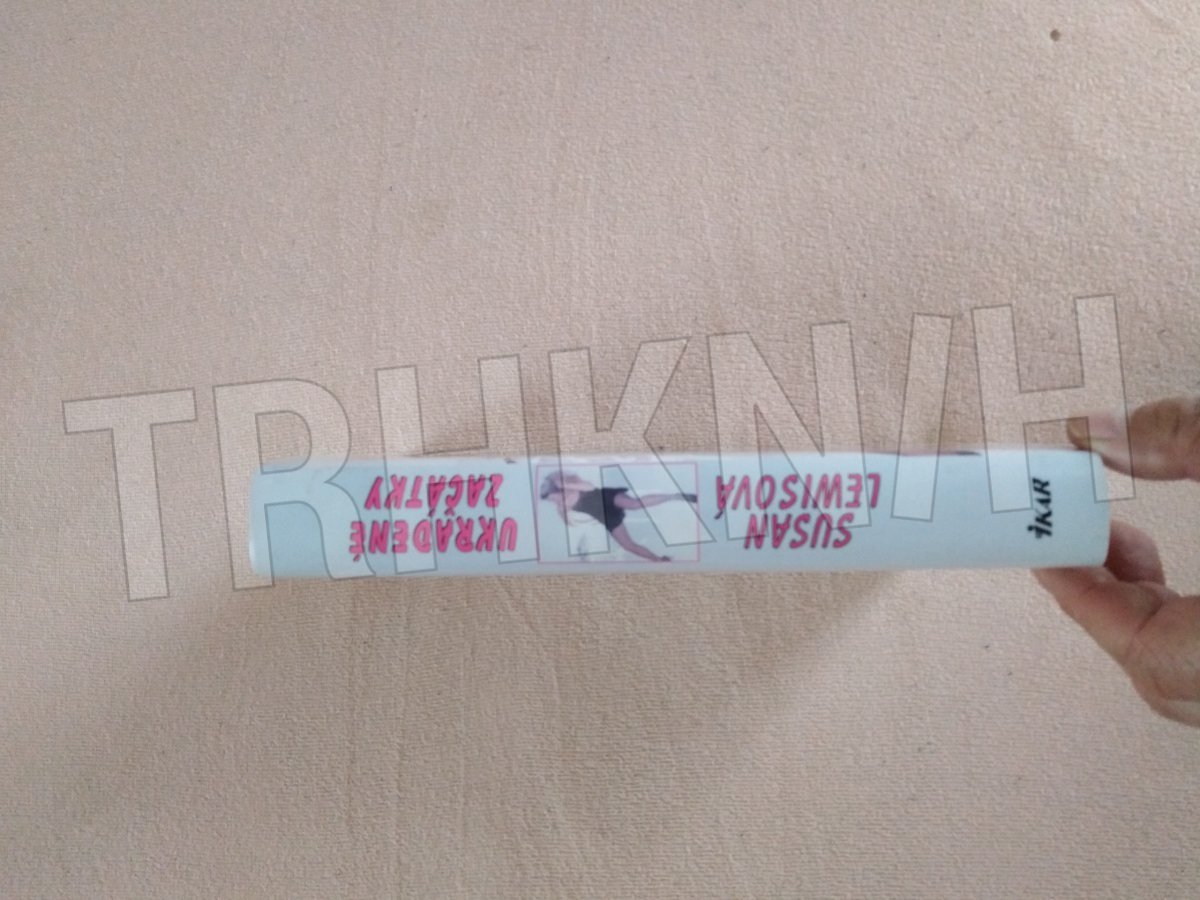 SUSAN
LEWISOVÁ
UKRADENÉ
ZAČÁTKY
iKAR
TRHKNIH